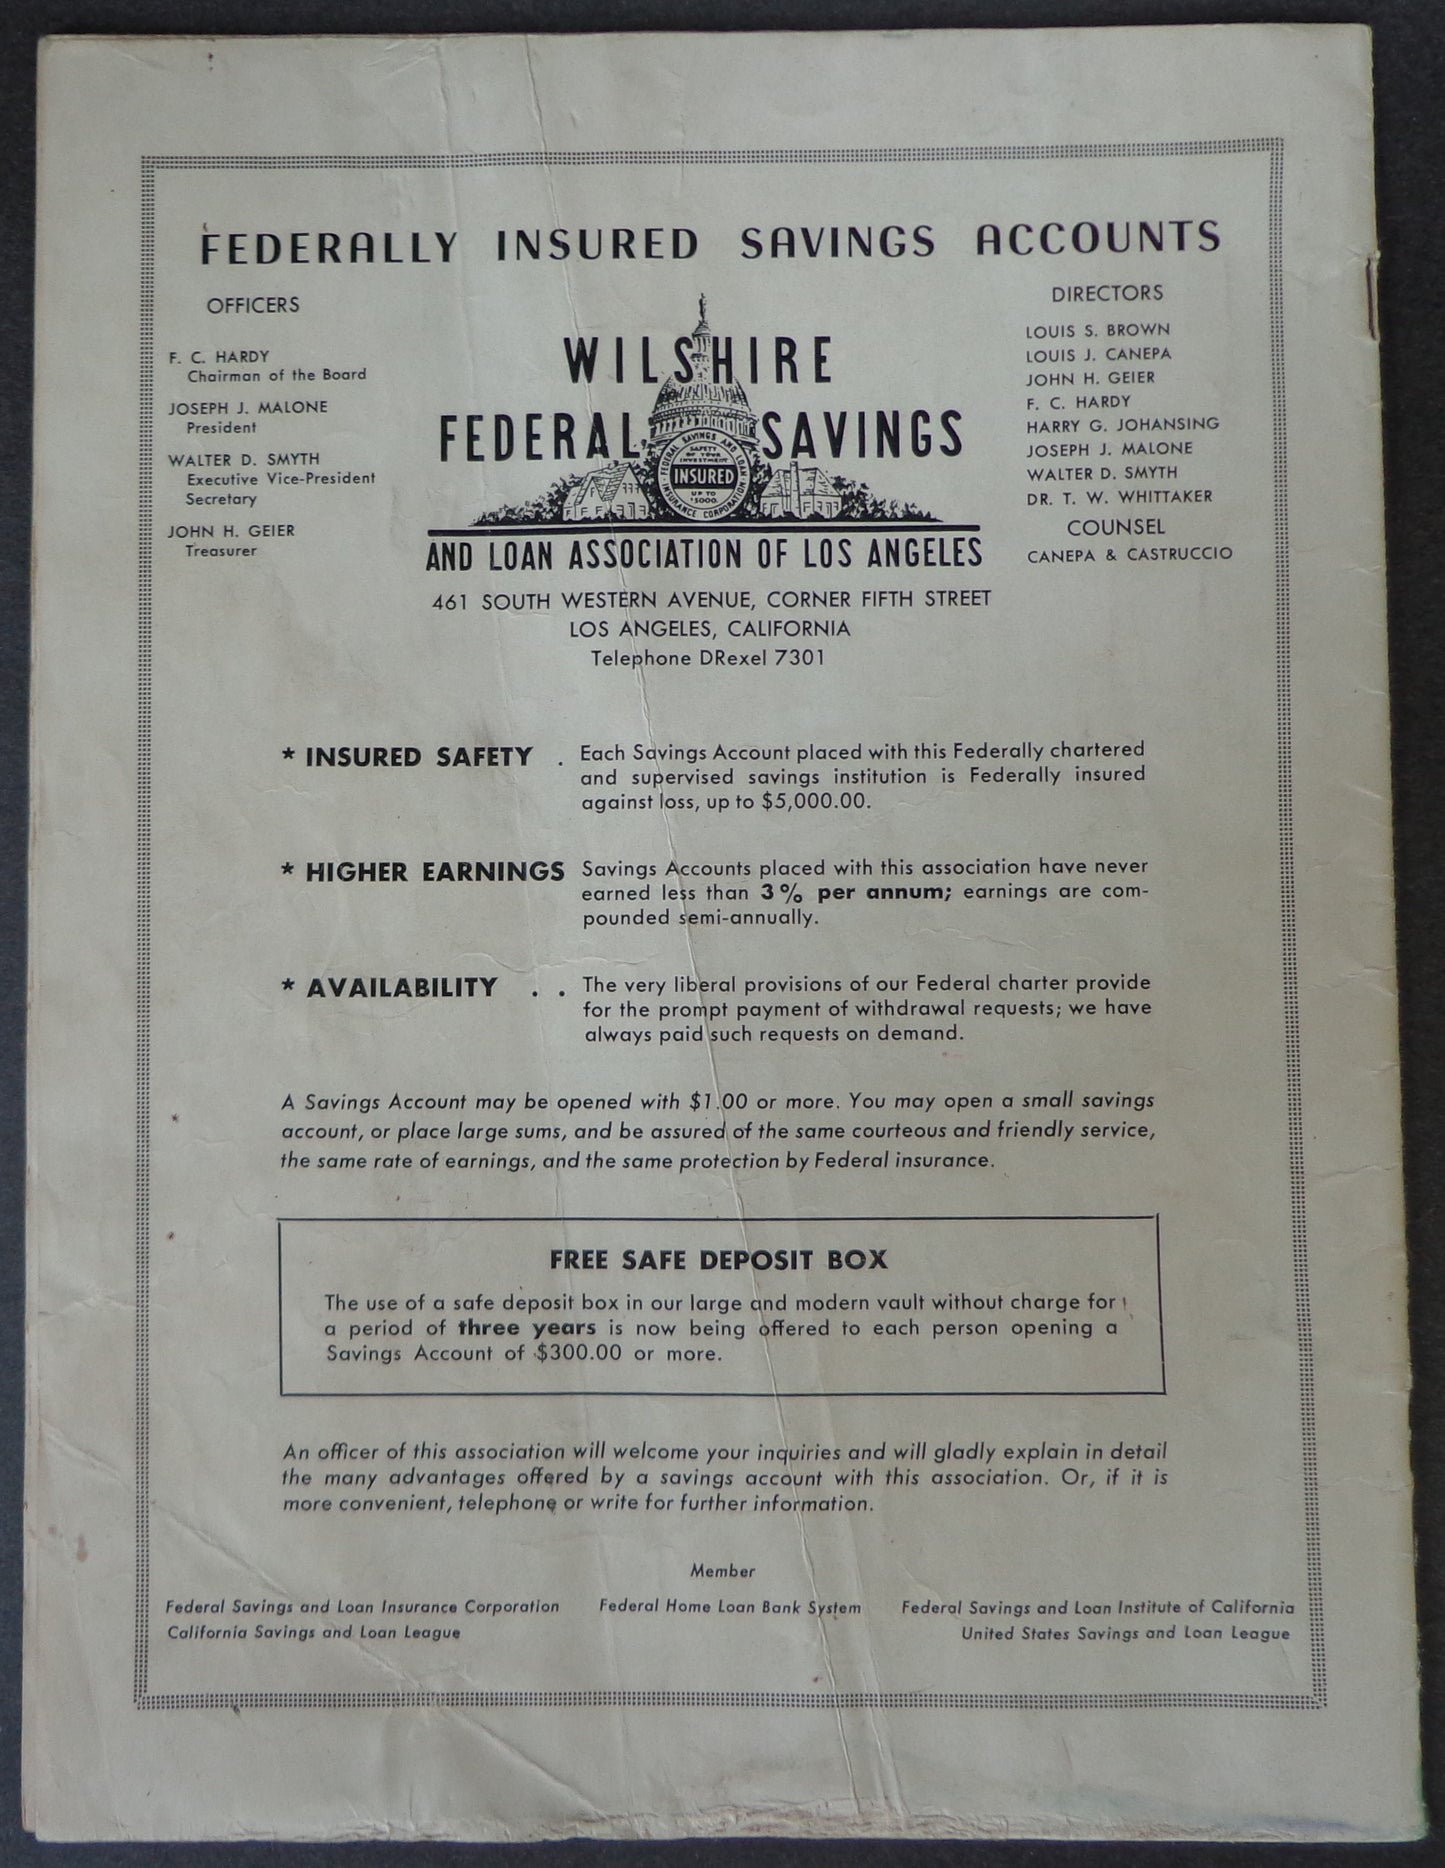 FEDERALLY INSURED SAVINGS ACCOUNTS
OFFICERS
F. C. HARDY
Chairman of the Board
JOSEPH J. MALONE
President
WALTER D. SMYTH
Executive Vice-President
Secretary
JOHN H. GEIER
Treasurer
WILSHIRE
FEDERAL SAVINGS
FEDERAL SAVINGS AND LOAN INSURANCE CORPORATION
SAFETY
OF YOUR
INVESTMENT
INSURED
UP TO
$5000
AND LOAN ASSOCIATION OF LOS ANGELES
461 SOUTH WESTERN AVENUE, CORNER FIFTH STREET
LOS ANGELES, CALIFORNIA
Telephone DRexel 7301
DIRECTORS
LOUIS S. BROWN
LOUIS J. CANEPA
JOHN H. GEIER
F. C. HARDY
HARRY G. JOHANSING
JOSEPH J. MALONE
WALTER D. SMYTH
DR. T. W. WHITTAKER
COUNSEL
CANEPA & CASTRUCCIO
* INSURED SAFETY . Each Savings Account placed with this Federally chartered
and supervised savings institution is Federally insured
against loss, up to $5,000.00.
* HIGHER EARNINGS Savings Accounts placed with this association have never
earned less than 3% per annum; earnings are com-
pounded semi-annually.
* AVAILABILITY . . The very liberal provisions of our Federal charter provide
for the prompt payment of withdrawal requests; we have
always paid such requests on demand.
A Savings Account may be opened with $1.00 or more. You may open a small savings
account, or place large sums, and be assured of the same courteous and friendly service,
the same rate of earnings, and the same protection by Federal insurance.
FREE SAFE DEPOSIT BOX
The use of a safe deposit box in our large and modern vault without charge for
a period of three years is now being offered to each person opening a
Savings Account of $300.00 or more.
An officer of this association will welcome your inquiries and will gladly explain in detail
the many advantages offered by a savings account with this association. Or, if it is
more convenient, telephone or write for further information.
Member
Federal Savings and Loan Insurance Corporation Federal Home Loan Bank System Federal Savings and Loan Institute of California
California Savings and Loan League United States Savings and Loan League